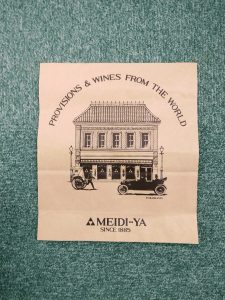 PROVISIONS & WINES FROM THE WORLD
MEIDI-YA
SINCE 1885